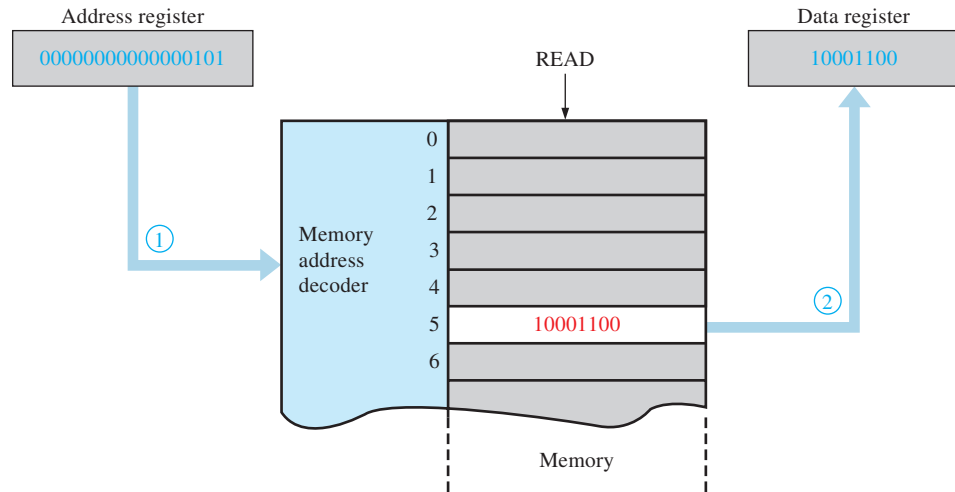 Address register
00000000000000101
Data register
10001100
READ
0
1
2
3
4
5
6
Memory
address
decoder
10001100
1
2
Memory